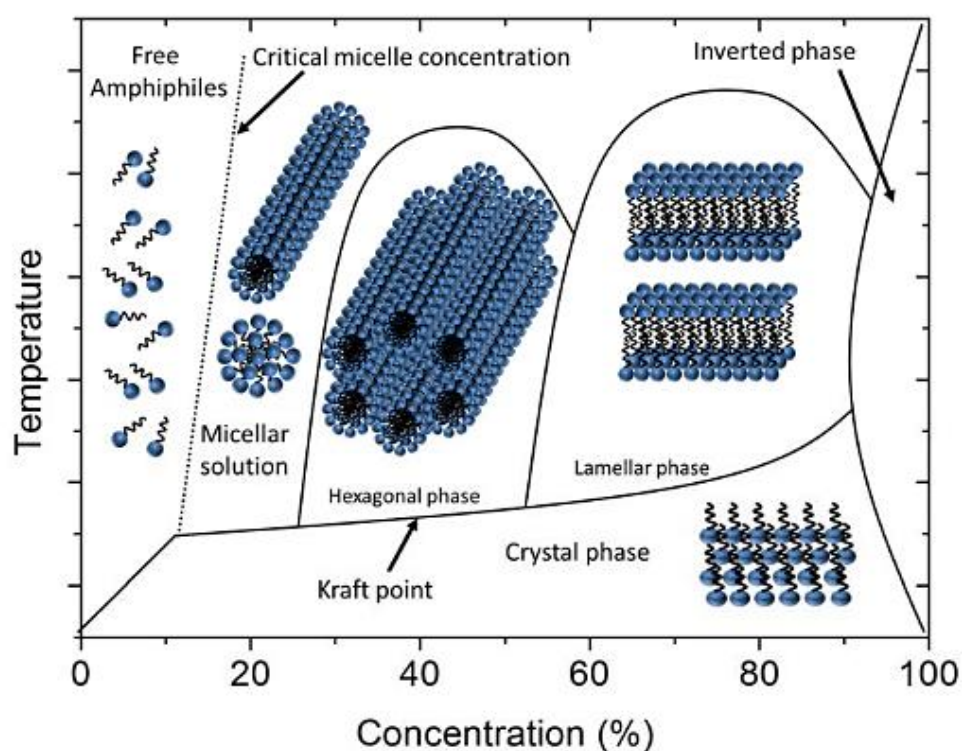 Free
Amphiphiles
Critical micelle concentration
Inverted phase
Micellar
solution
Hexagonal phase
Lamellar phase
Kraft point
Crystal phase
Temperature
0 20 40 60 80 100
Concentration (%)